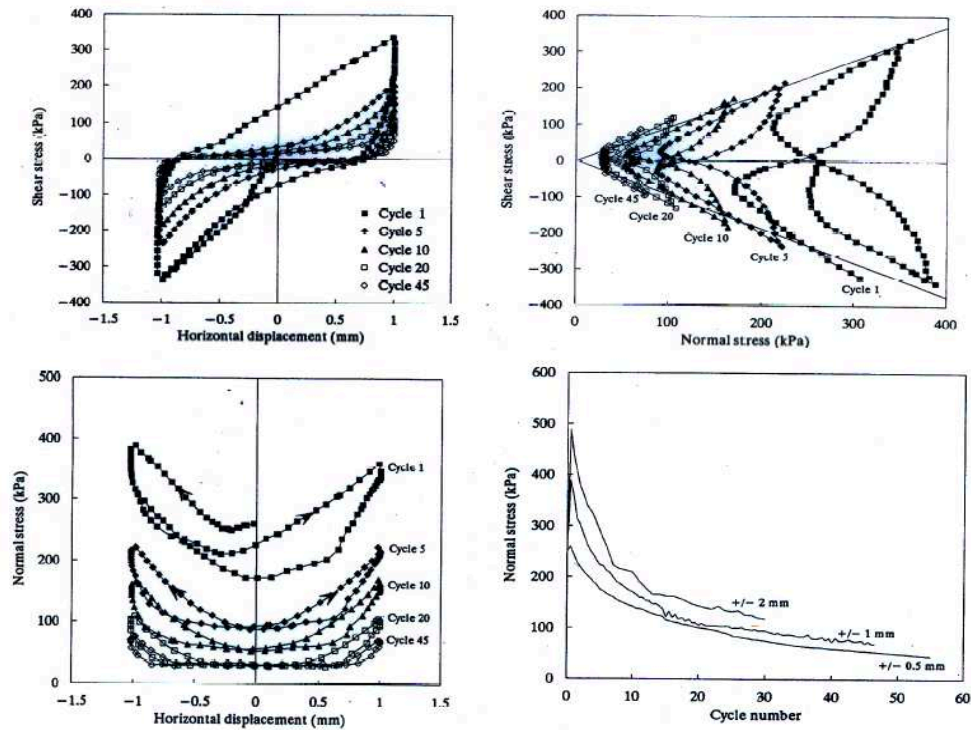 400
300
200
100
0
−100
−200
−300
−400
Shear stress (kPa)
−1.5
−1
−0.5
0
0.5
1
1.5
Horizontal displacement (mm)
Cycle 1
Cycle 5
Cycle 10
Cycle 20
Cycle 45
400
300
200
100
0
−100
−200
−300
−400
Shear stress (kPa)
0
100
200
300
400
Normal stress (kPa)
Cycle 45
Cycle 20
Cycle 10
Cycle 5
Cycle 1
500
400
300
200
100
0
Normal stress (kPa)
−1.5
−1
−0.5
0
0.5
1
1.5
Horizontal displacement (mm)
Cycle 1
Cycle 5
Cycle 10
Cycle 20
Cycle 45
600
500
400
300
200
100
0
Normal stress (kPa)
0
10
20
30
40
50
60
Cycle number
+/− 2 mm
+/− 1 mm
+/− 0.5 mm